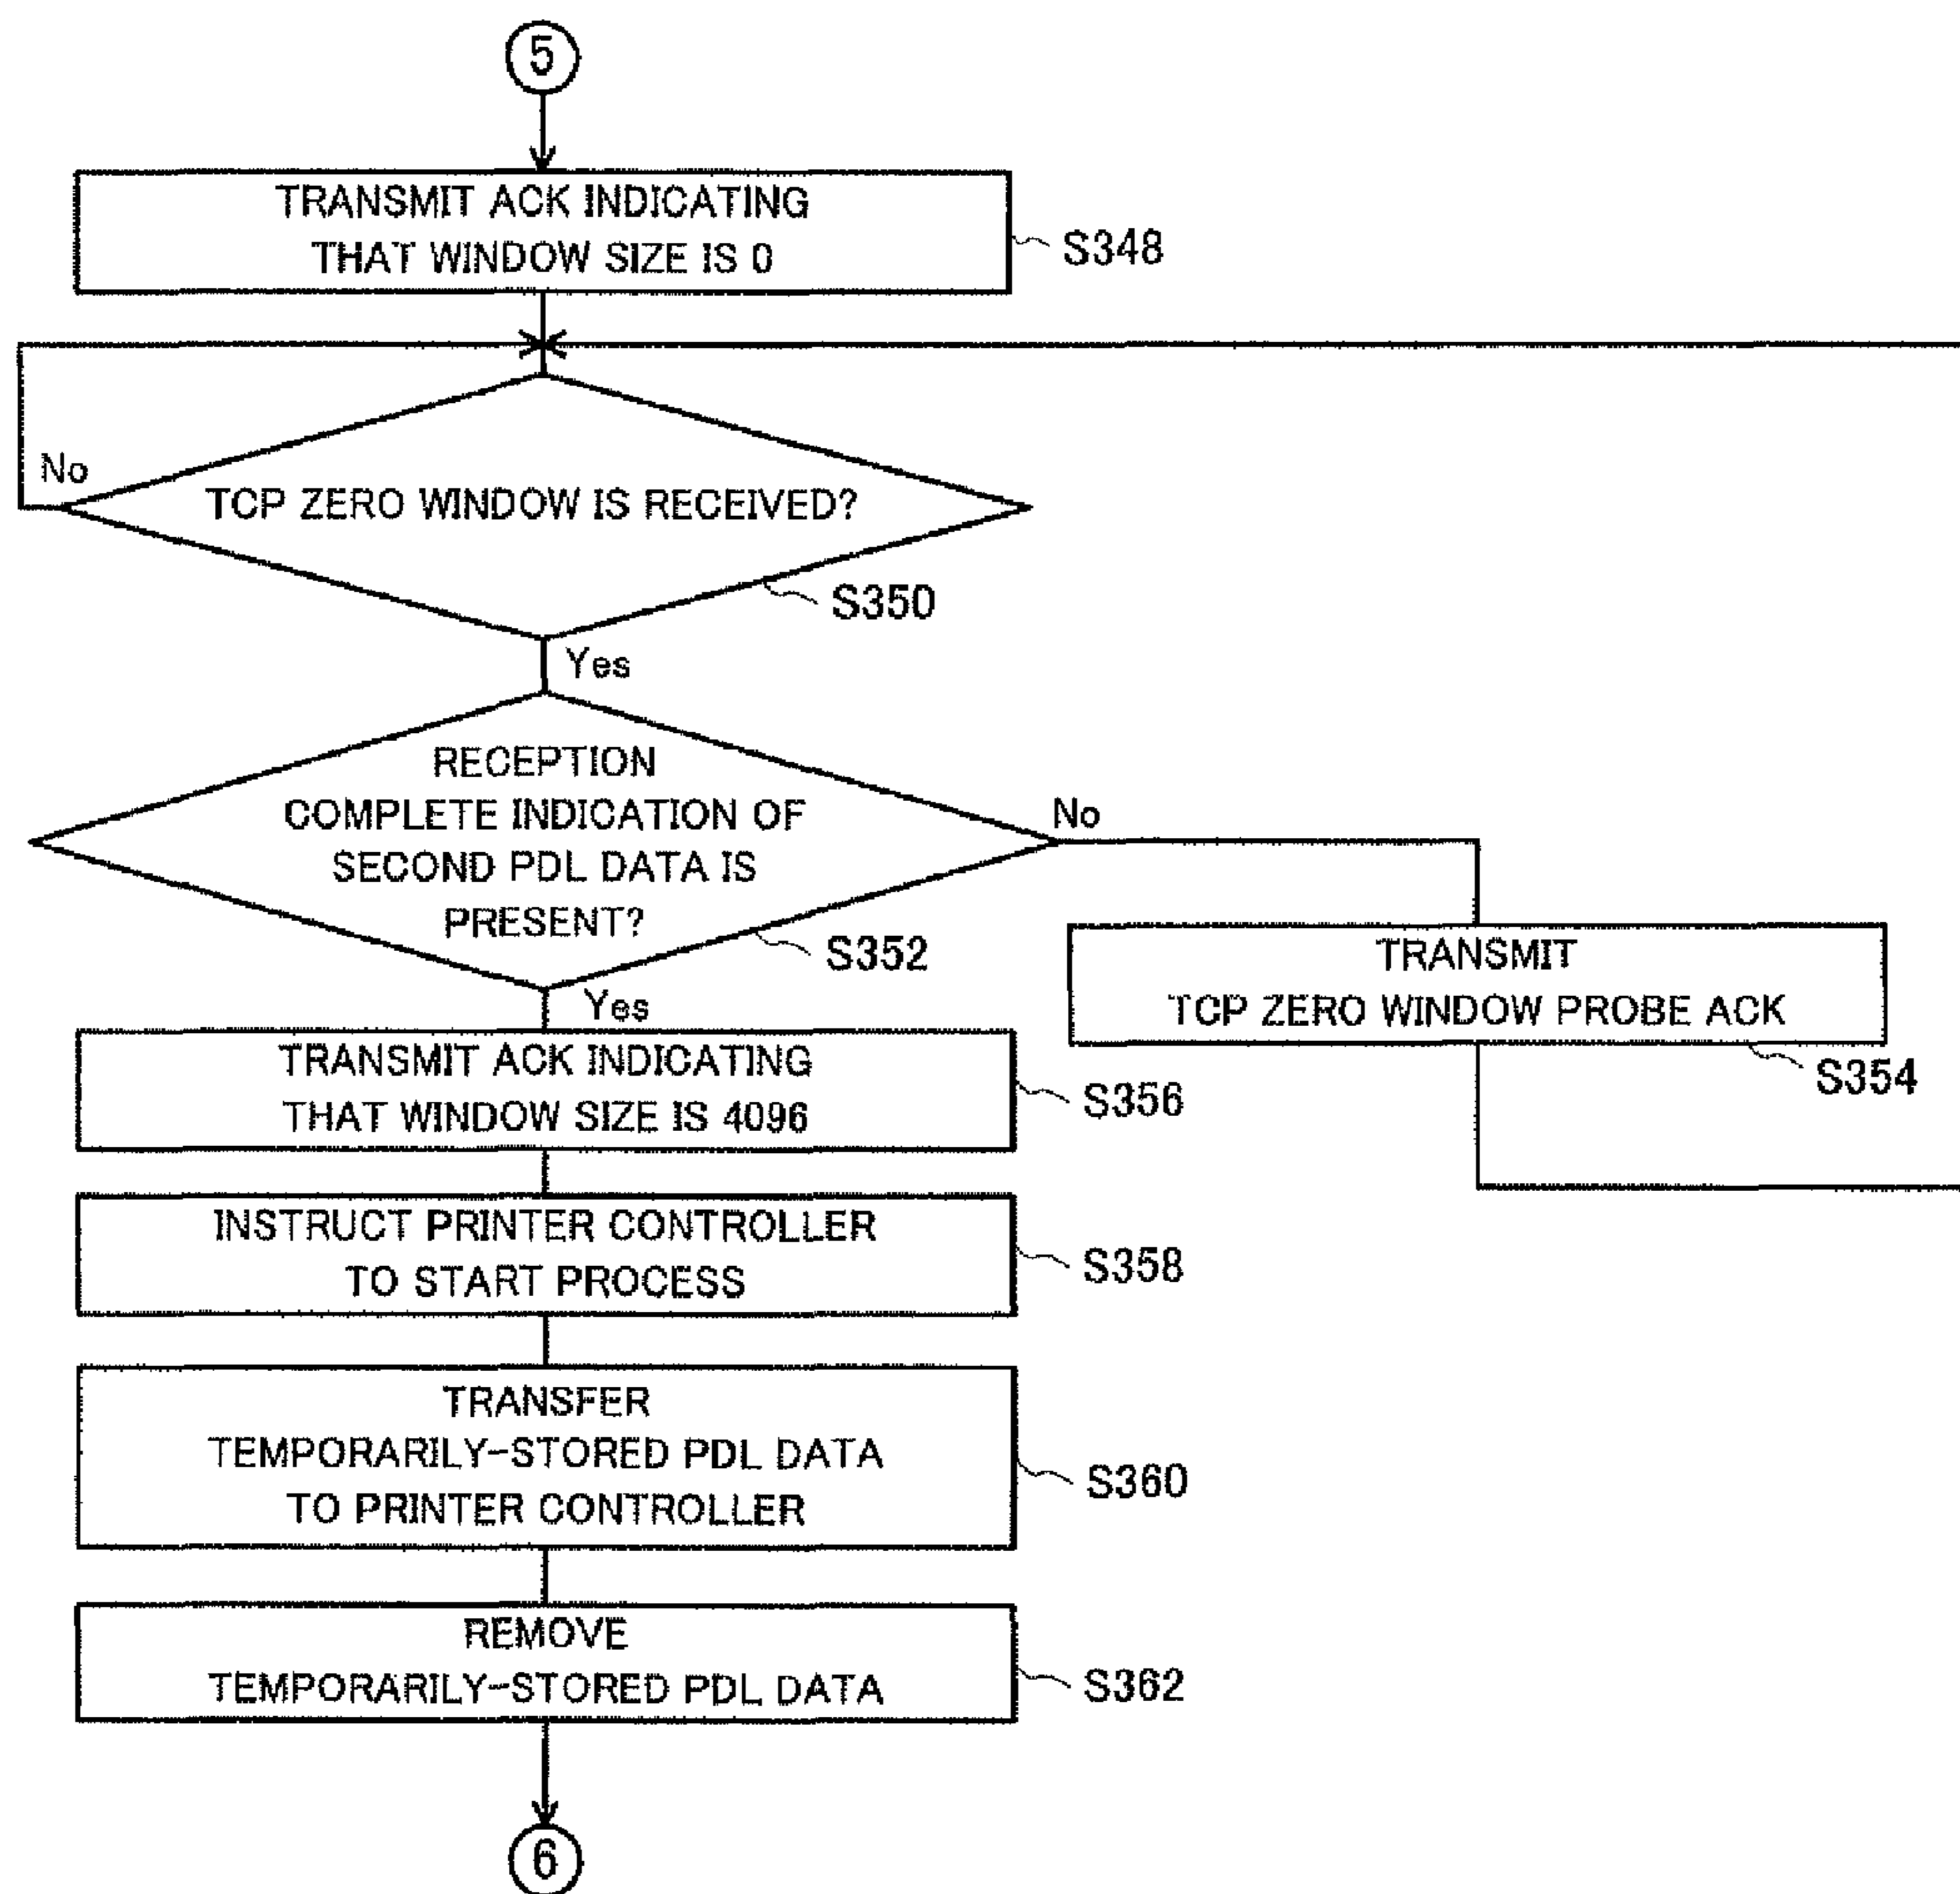 5
TRANSMIT ACK INDICATING
THAT WINDOW SIZE IS 0
S348
No
TCP ZERO WINDOW IS RECEIVED?
S350
Yes
RECEPTION
COMPLETE INDICATION OF
SECOND PDL DATA IS
PRESENT?
No
S352
Yes
TRANSMIT
TCP ZERO WINDOW PROBE ACK
S354
TRANSMIT ACK INDICATING
THAT WINDOW SIZE IS 4096
S356
INSTRUCT PRINTER CONTROLLER
TO START PROCESS
S358
TRANSFER
TEMPORARILY-STORED PDL DATA
TO PRINTER CONTROLLER
S360
REMOVE
TEMPORARILY-STORED PDL DATA
S362
6